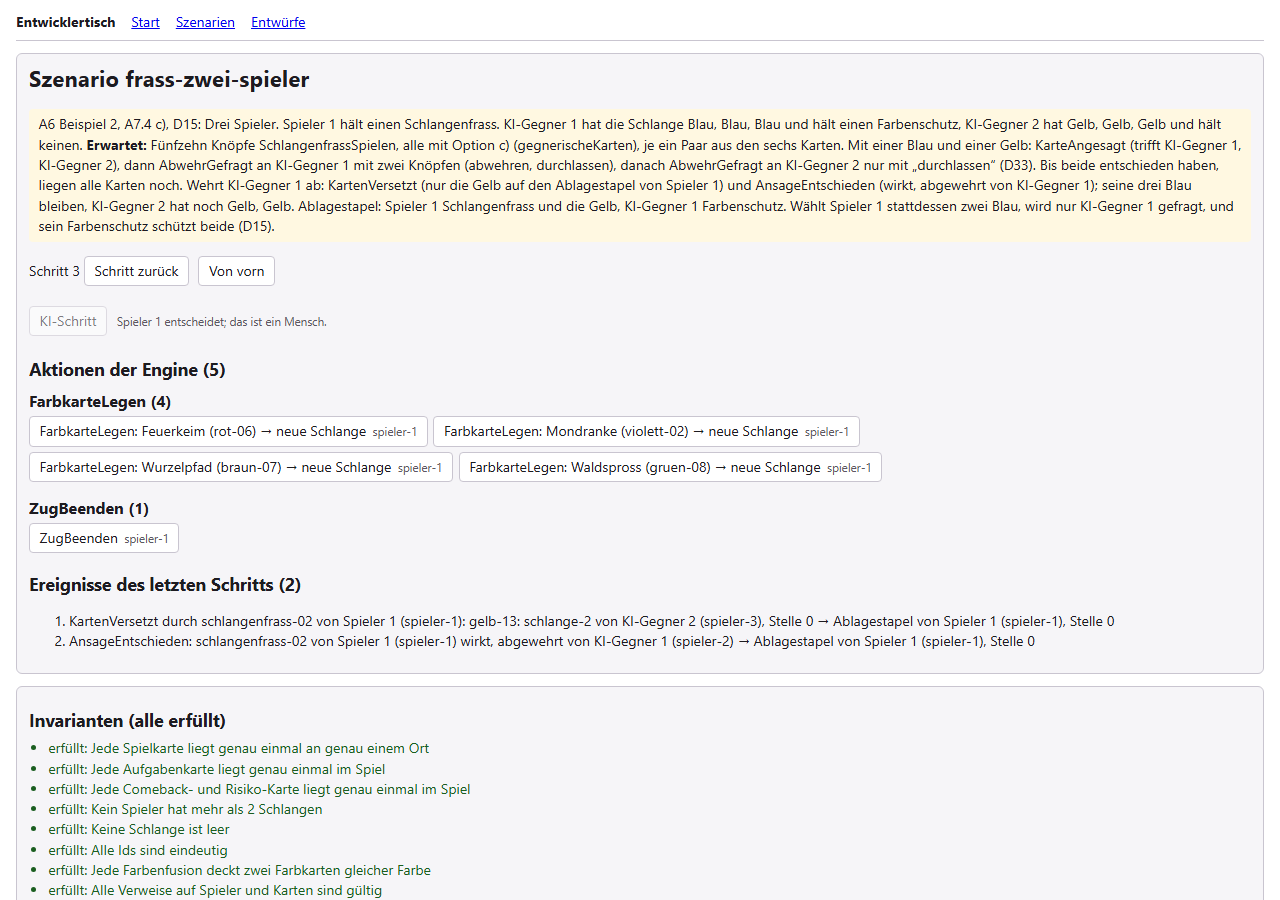 Entwicklertisch Start Szenarien Entwürfe
Szenario frass-zwei-spieler
A6 Beispiel 2, A7.4 c), D15: Drei Spieler. Spieler 1 hält einen Schlangenfrass. KI-Gegner 1 hat die Schlange Blau, Blau, Blau und hält einen Farbenschutz, KI-Gegner 2 hat Gelb, Gelb, Gelb und hält
keinen. Erwartet: Fünfzehn Knöpfe SchlangenfrassSpielen, alle mit Option c) (gegnerischeKarten), je ein Paar aus den sechs Karten. Mit einer Blau und einer Gelb: KarteAngesagt (trifft KI-Gegner 1,
KI-Gegner 2), dann AbwehrGefragt an KI-Gegner 1 mit zwei Knöpfen (abwehren, durchlassen), danach AbwehrGefragt an KI-Gegner 2 nur mit „durchlassen“ (D33). Bis beide entschieden haben,
liegen alle Karten noch. Wehrt KI-Gegner 1 ab: KartenVersetzt (nur die Gelb auf den Ablagestapel von Spieler 1) und AnsageEntschieden (wirkt, abgewehrt von KI-Gegner 1); seine drei Blau
bleiben, KI-Gegner 2 hat noch Gelb, Gelb. Ablagestapel: Spieler 1 Schlangenfrass und die Gelb, KI-Gegner 1 Farbenschutz. Wählt Spieler 1 stattdessen zwei Blau, wird nur KI-Gegner 1 gefragt, und
sein Farbenschutz schützt beide (D15).
Schritt 3 Schritt zurück Von vorn
KI-Schritt Spieler 1 entscheidet; das ist ein Mensch.
Aktionen der Engine (5)
FarbkarteLegen (4)
FarbkarteLegen: Feuerkeim (rot-06) → neue Schlange spieler-1 FarbkarteLegen: Mondranke (violett-02) → neue Schlange spieler-1
FarbkarteLegen: Wurzelpfad (braun-07) → neue Schlange spieler-1 FarbkarteLegen: Waldspross (gruen-08) → neue Schlange spieler-1
ZugBeenden (1)
ZugBeenden spieler-1
Ereignisse des letzten Schritts (2)
1. KartenVersetzt durch schlangenfrass-02 von Spieler 1 (spieler-1): gelb-13: schlange-2 von KI-Gegner 2 (spieler-3), Stelle 0 → Ablagestapel von Spieler 1 (spieler-1), Stelle 0
2. AnsageEntschieden: schlangenfrass-02 von Spieler 1 (spieler-1) wirkt, abgewehrt von KI-Gegner 1 (spieler-2) → Ablagestapel von Spieler 1 (spieler-1), Stelle 0
Invarianten (alle erfüllt)
• erfüllt: Jede Spielkarte liegt genau einmal an genau einem Ort
• erfüllt: Jede Aufgabenkarte liegt genau einmal im Spiel
• erfüllt: Jede Comeback- und Risiko-Karte liegt genau einmal im Spiel
• erfüllt: Kein Spieler hat mehr als 2 Schlangen
• erfüllt: Keine Schlange ist leer
• erfüllt: Alle Ids sind eindeutig
• erfüllt: Jede Farbenfusion deckt zwei Farbkarten gleicher Farbe
• erfüllt: Alle Verweise auf Spieler und Karten sind gültig